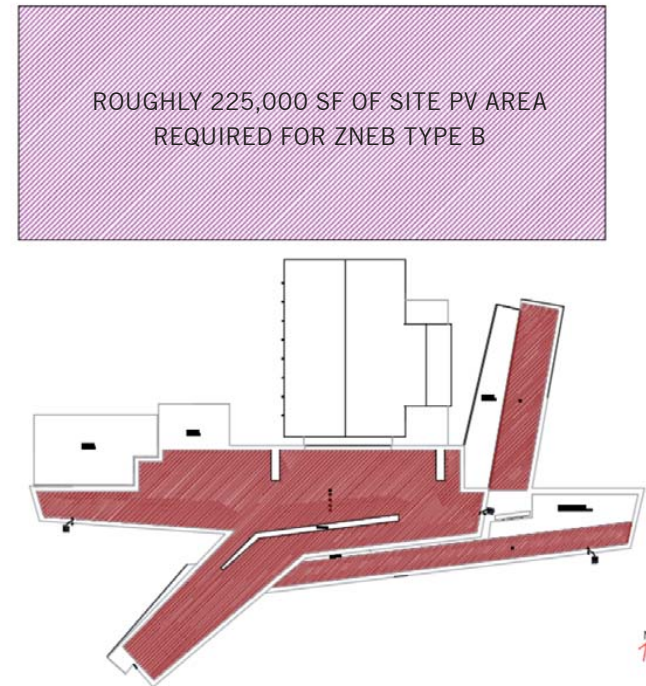 ROUGHLY 225,000 SF OF SITE PV AREA
REQUIRED FOR ZNEB TYPE B